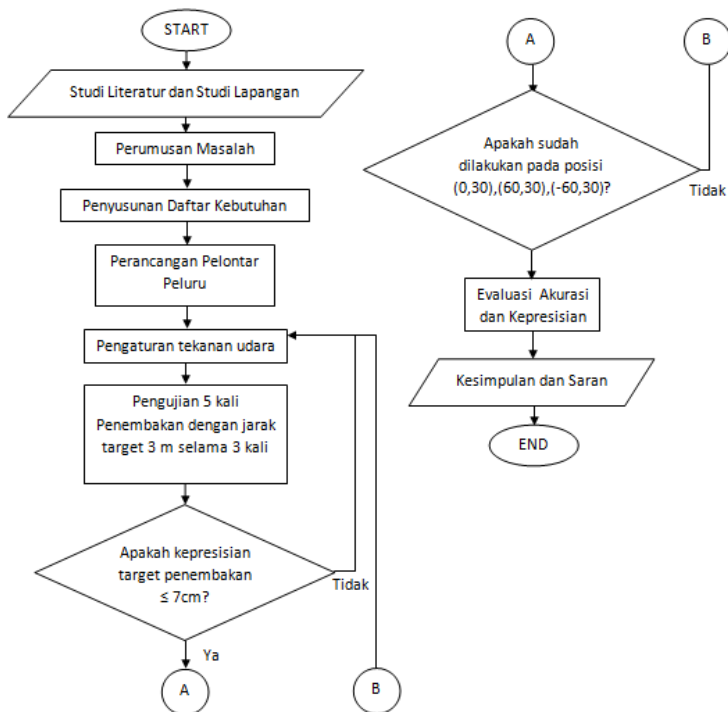 START
Studi Literatur dan Studi Lapangan
Perumusan Masalah
Penyusunan Daftar Kebutuhan
Perancangan Pelontar
Peluru
Pengaturan tekanan udara
Pengujian 5 kali
Penembakan dengan jarak
target 3 m selama 3 kali
Apakah kepresisian
target penembakan
≤ 7cm?
Tidak
Ya
A
B
A
B
Apakah sudah
dilakukan pada posisi
(0,30),(60,30),(-60,30)?
Tidak
Evaluasi Akurasi
dan Kepresisian
Kesimpulan dan Saran
END